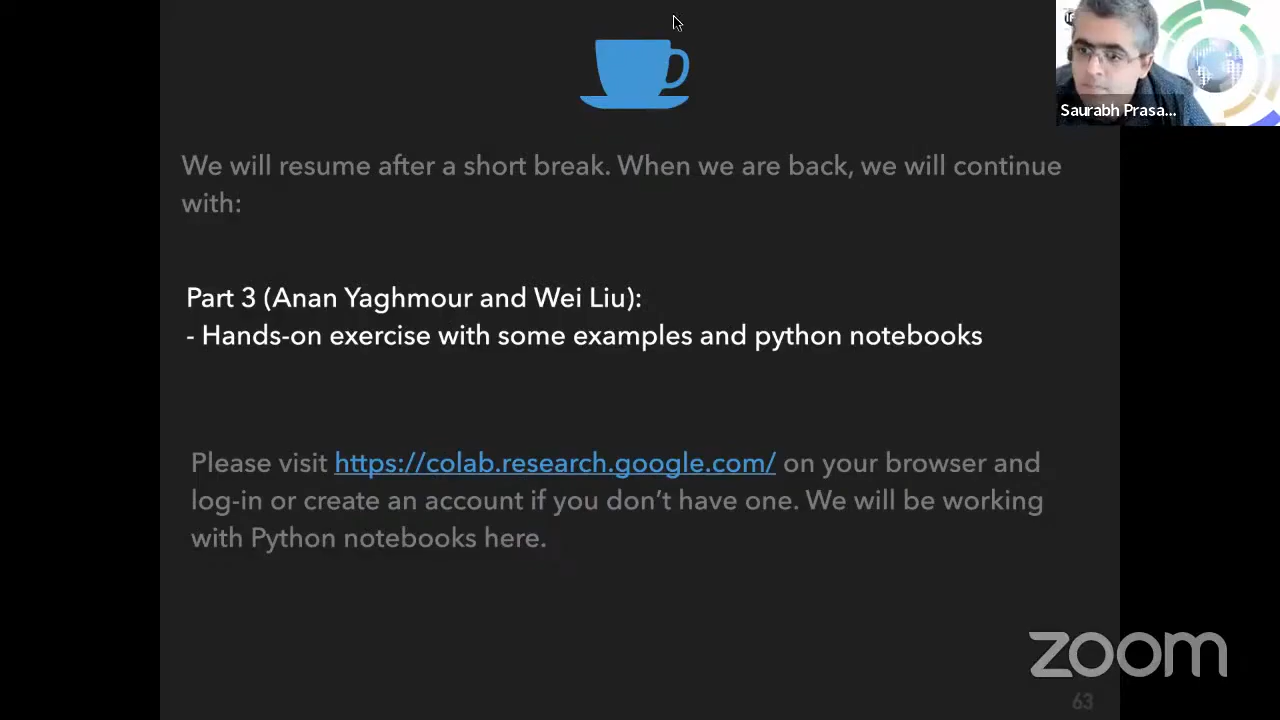 Saurabh Prasa...
We will resume after a short break. When we are back, we will continue
with:
Part 3 (Anan Yaghmour and Wei Liu):
- Hands-on exercise with some examples and python notebooks
Please visit https://colab.research.google.com/ on your browser and
log-in or create an account if you don’t have one. We will be working
with Python notebooks here.
zoom
63